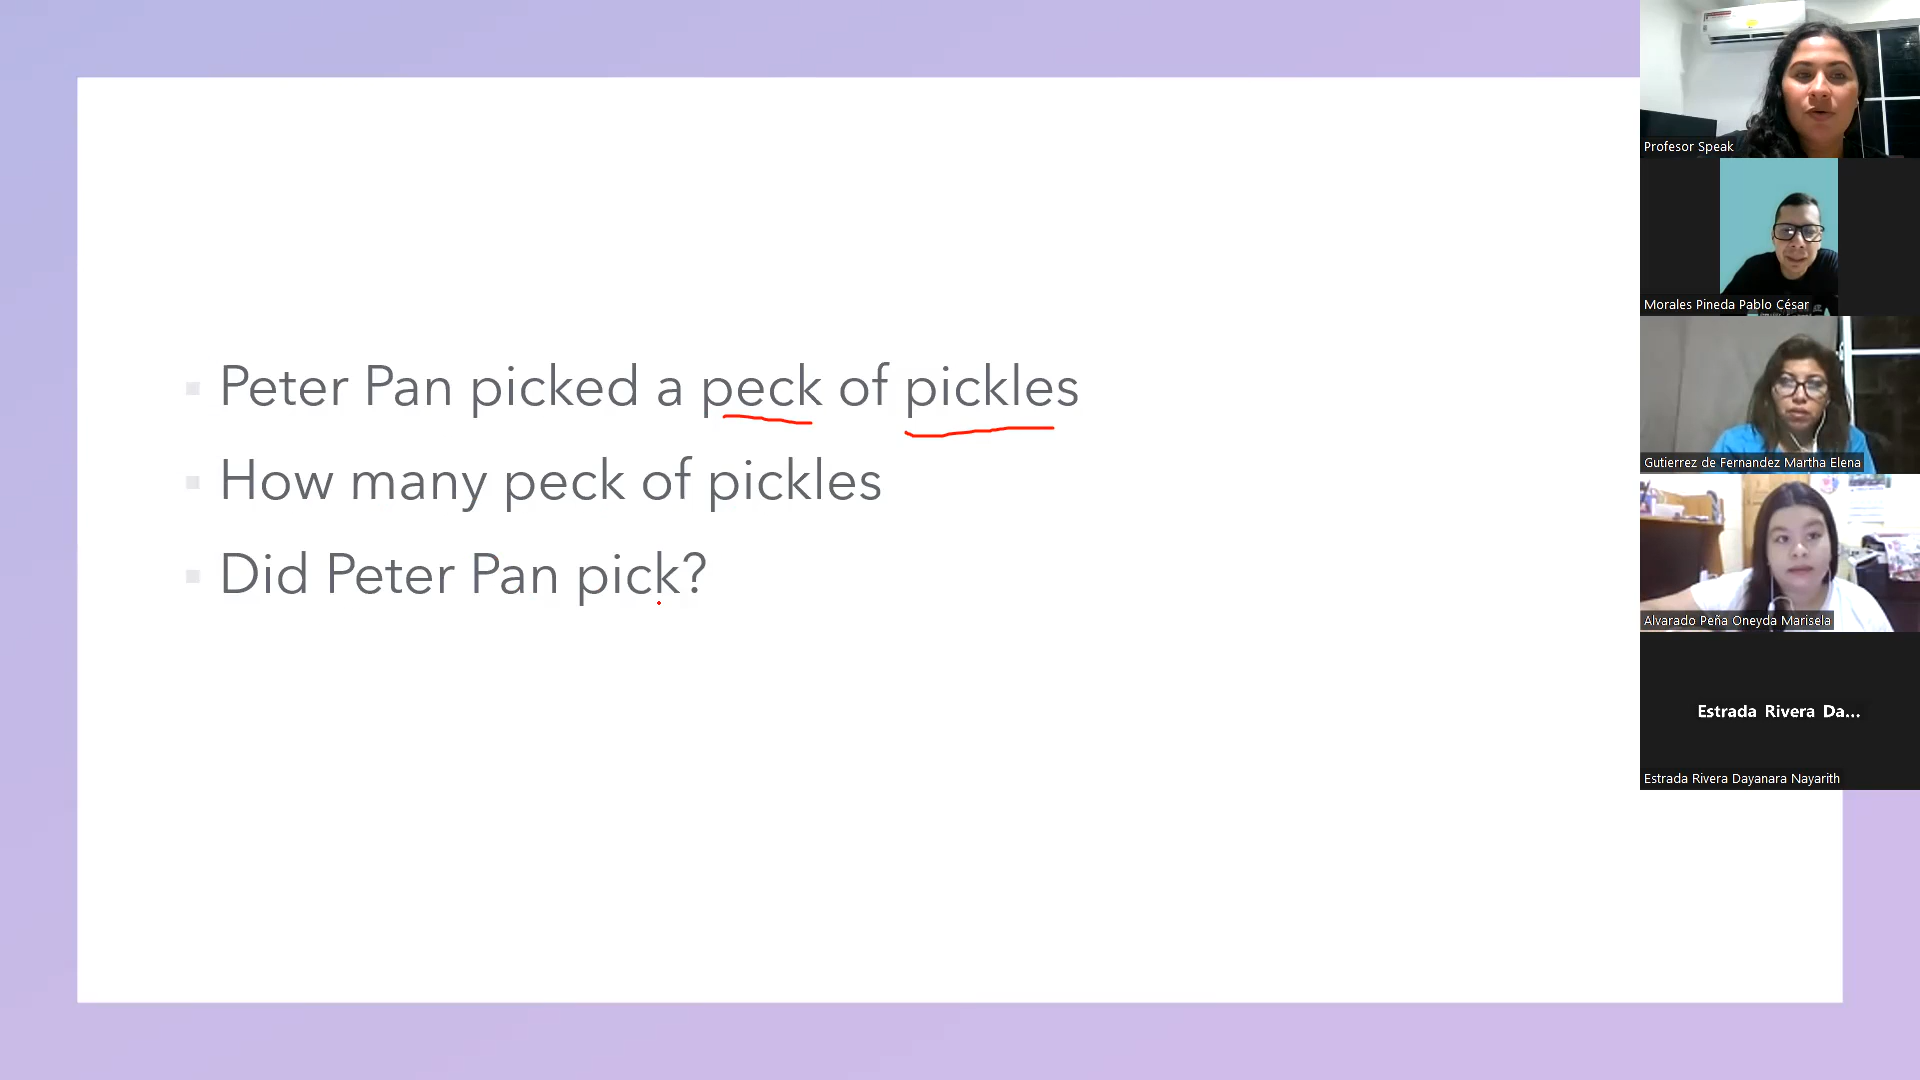 Peter Pan picked a peck of pickles
How many peck of pickles
Did Peter Pan pick?
Profesor Speak
Morales Pineda Pablo César
Gutierrez de Fernandez Martha Elena
Alvarado Peña Oneyda Marisela
Estrada Rivera Da...
Estrada Rivera Dayanara Nayarith